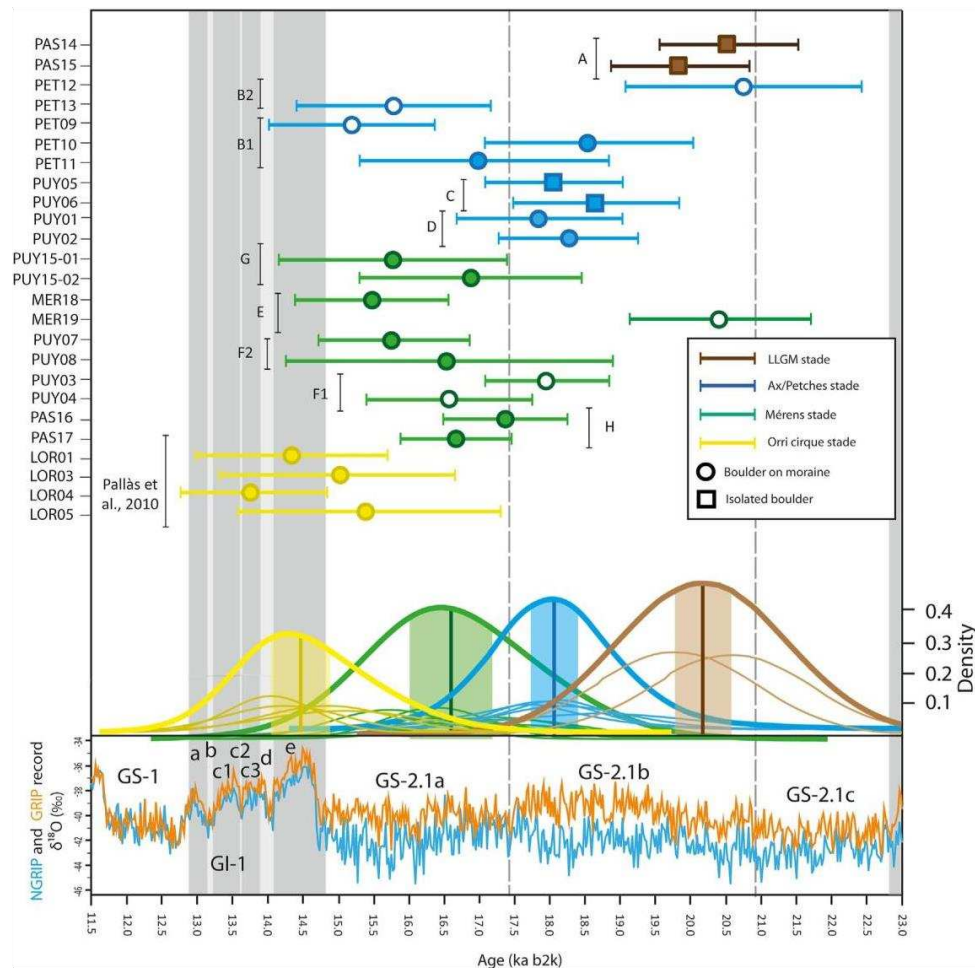 PAS14
PAS15
A
PET12
PET13
B2
PET09
PET10
B1
PET11
PUY05
C
PUY06
PUY01
D
PUY02
PUY15-01
G
PUY15-02
MER18
E
MER19
PUY07
F2
PUY08
PUY03
F1
PUY04
PAS16
H
PAS17
LOR01
LOR03
LOR04
LOR05
Pallàs et
al., 2010
LLGM stade
Ax/Petches stade
Mérens stade
Orri cirque stade
Boulder on moraine
Isolated boulder
0.4
0.3
0.2
0.1
Density
NGRIP and GRIP record
δ18O (‰)
34
36
38
40
42
44
46
GS-1
a
b
c1
c2
c3
d
e
GI-1
GS-2.1a
GS-2.1b
GS-2.1c
11.5
12.0
12.5
13.0
13.5
14.0
14.5
15.0
15.5
16.0
16.5
17.0
17.5
18.0
18.5
19.0
19.5
20.0
20.5
21.0
21.5
22.0
22.5
23.0
Age (ka b2k)